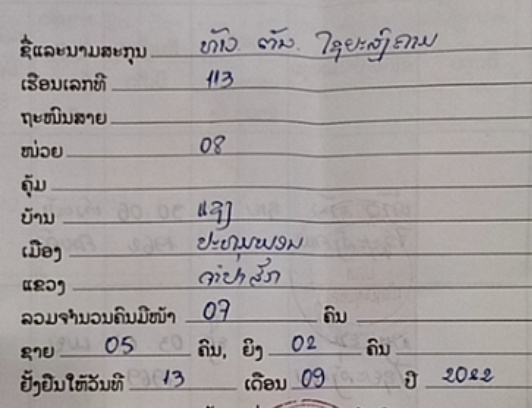 ຊື່ແລະນາມສະກຸນ ທ້າວ ຕັນ ໄຊຍະສົງຄາມ
ເຮືອນເລກທີ 113
ຖະໜົນສາຍ
ໜ່ວຍ 08
ຄຸ້ມ
ບ້ານ
ເມືອງ ປະທຸມພອນ
ແຂວງ ຈຳປາສັກ
ລວມຈຳນວນຄົນມີໜ້າ 07 ຄົນ
ຊາຍ 05 ຄົນ, ຍິງ 02 ຄົນ
ຢັ້ງຢືນໃຫ້ວັນທີ 13 ເດືອນ 09 ປີ 2022